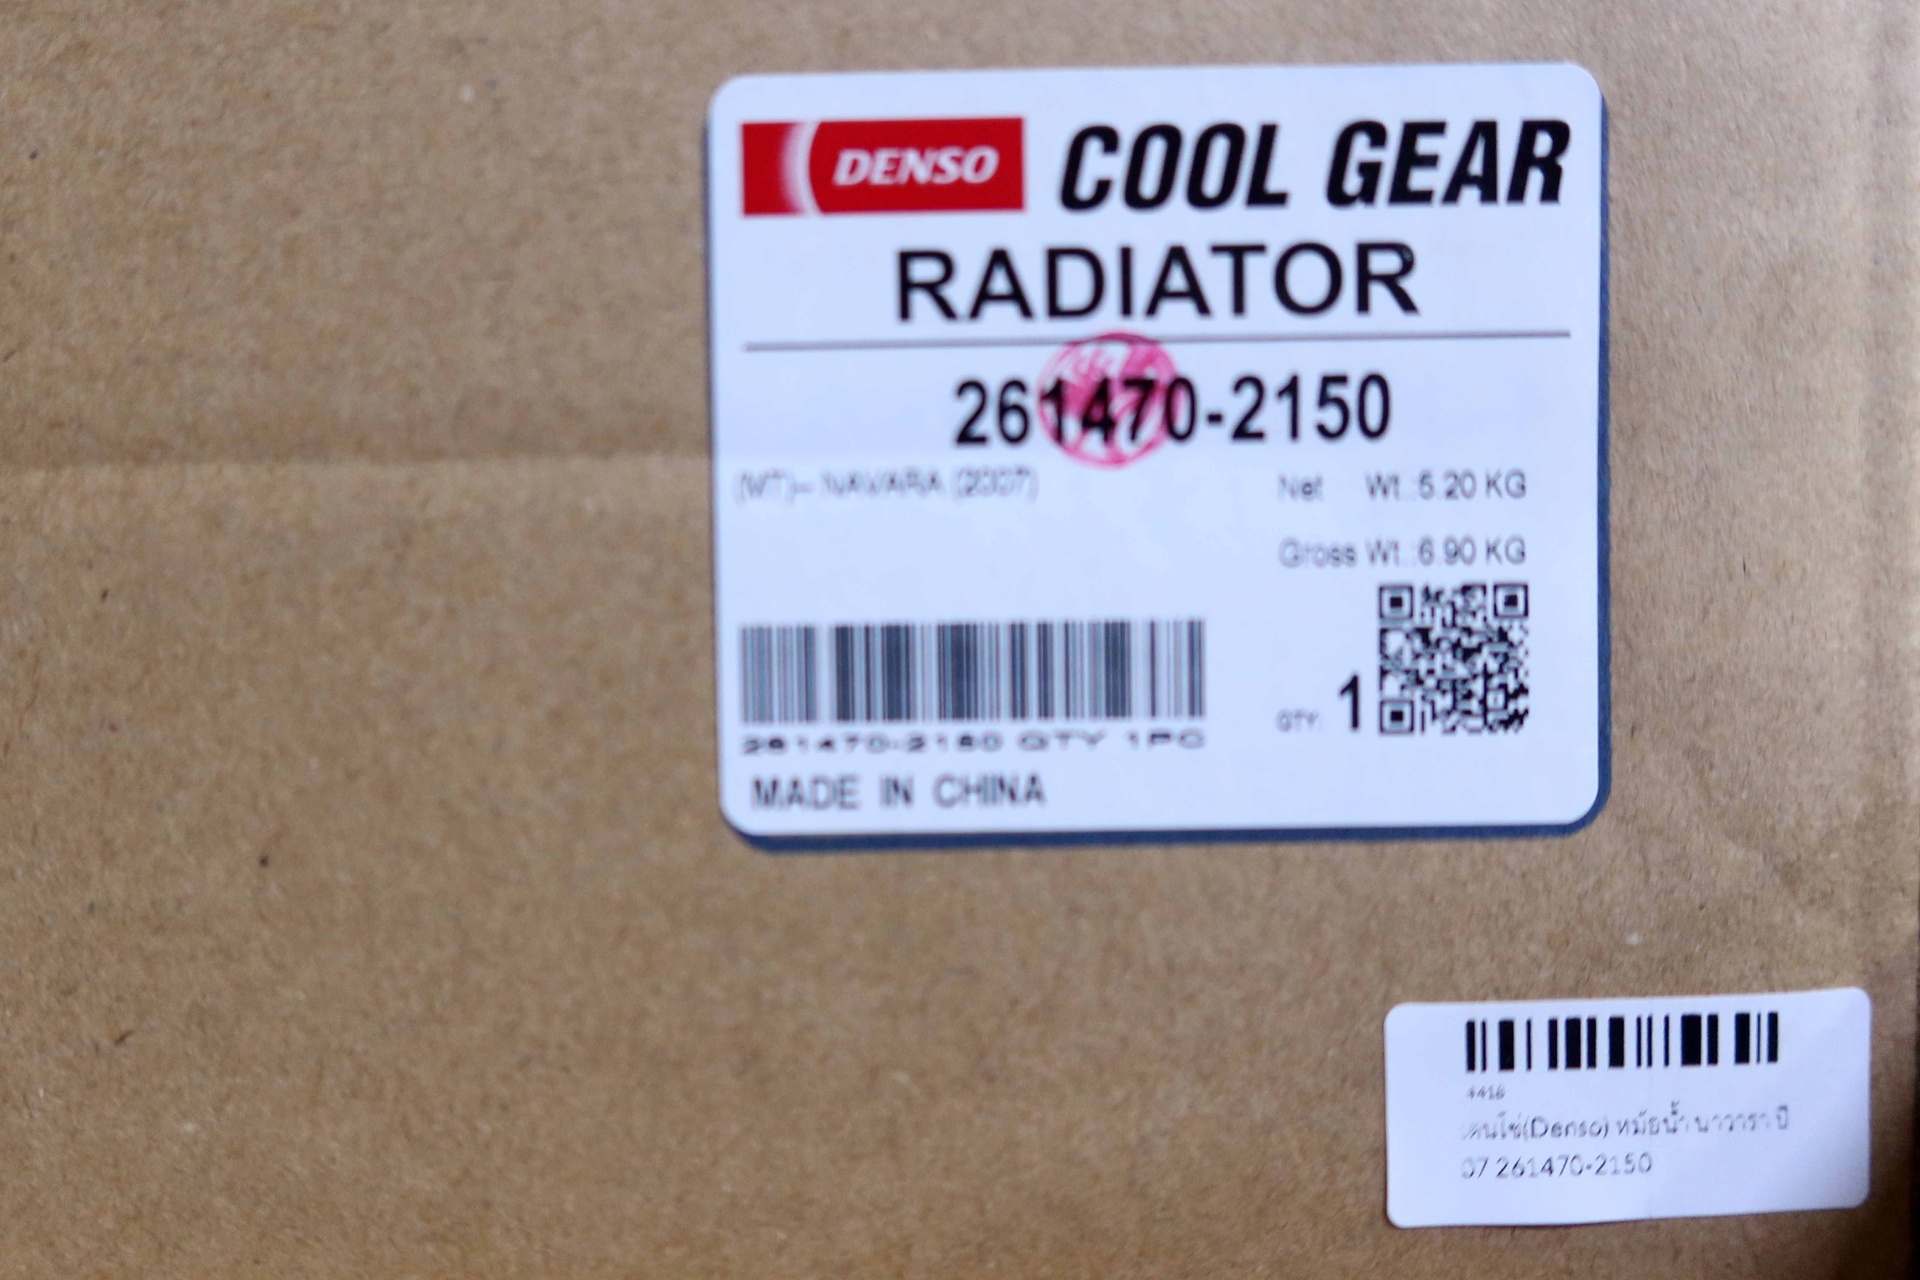 DENSO COOL GEAR
RADIATOR
261470-2150
(MT)- NAVARA (2007)
Net Wt.:5.20 KG
Gross Wt.:6.90 KG
QTY: 1
261470-2150 QTY 1PC
MADE IN CHINA
4416
เดนโซ่(Denso) หม้อน้ำ นาวารา ปี
07 261470-2150